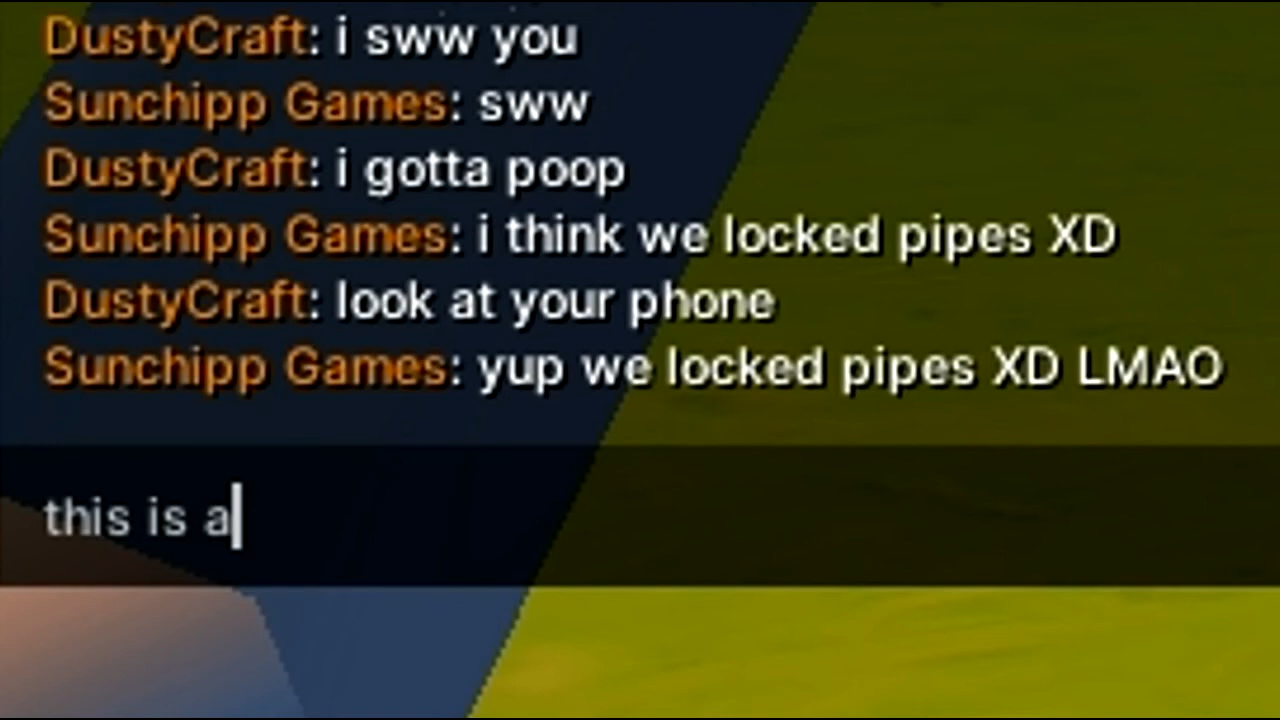 DustyCraft: i sww you
Sunchipp Games: sww
DustyCraft: i gotta poop
Sunchipp Games: i think we locked pipes XD
DustyCraft: look at your phone
Sunchipp Games: yup we locked pipes XD LMAO
this is a